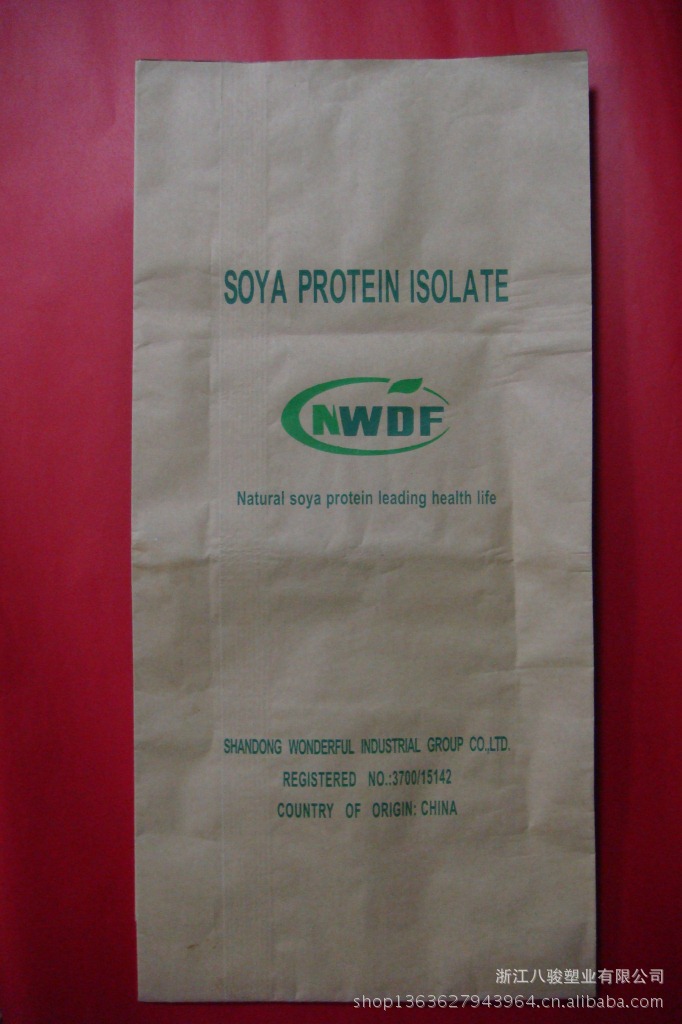 SOYA PROTEIN ISOLATE
NWDF
Natural soya protein leading health life
SHANDONG WONDERFUL INDUSTRIAL GROUP CO.,LTD.
REGISTERED NO.:3700/15142
COUNTRY OF ORIGIN: CHINA
浙江八骏塑业有限公司
shop1363627943964.cn.alibaba.com